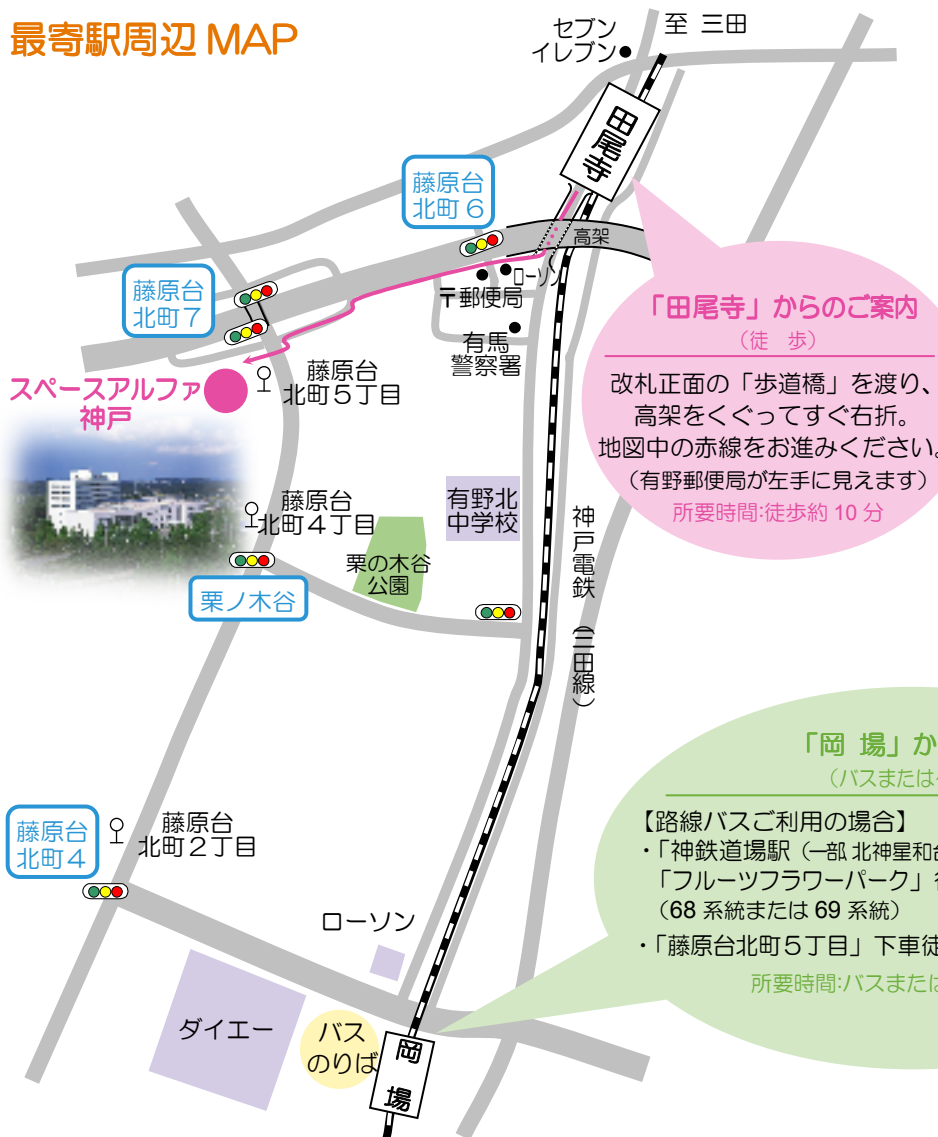 最寄駅周辺 MAP
セブン
イレブン
至 三田
田尾寺
藤原台
北町 6
高架
藤原台
北町 7
ローソン
〒郵便局
有馬
警察署
「田尾寺」からのご案内
（徒 歩）
改札正面の「歩道橋」を渡り、
高架をくぐってすぐ右折。
地図中の赤線をお進みください。
（有野郵便局が左手に見えます）
所要時間:徒歩約 10 分
スペースアルファ
神戸
藤原台
北町５丁目
藤原台
北町４丁目
有野北
中学校
栗の木谷
公園
栗ノ木谷
神戸電鉄（三田線）
「岡 場」か
（バスまたは
【路線バスご利用の場合】
・「神鉄道場駅（一部 北神星和台
「フルーツフラワーパーク」行
（68 系統または 69 系統）
・「藤原台北町５丁目」下車徒
所要時間:バスまたは
藤原台
北町 4
藤原台
北町２丁目
ローソン
ダイエー
バス
のりば
岡場